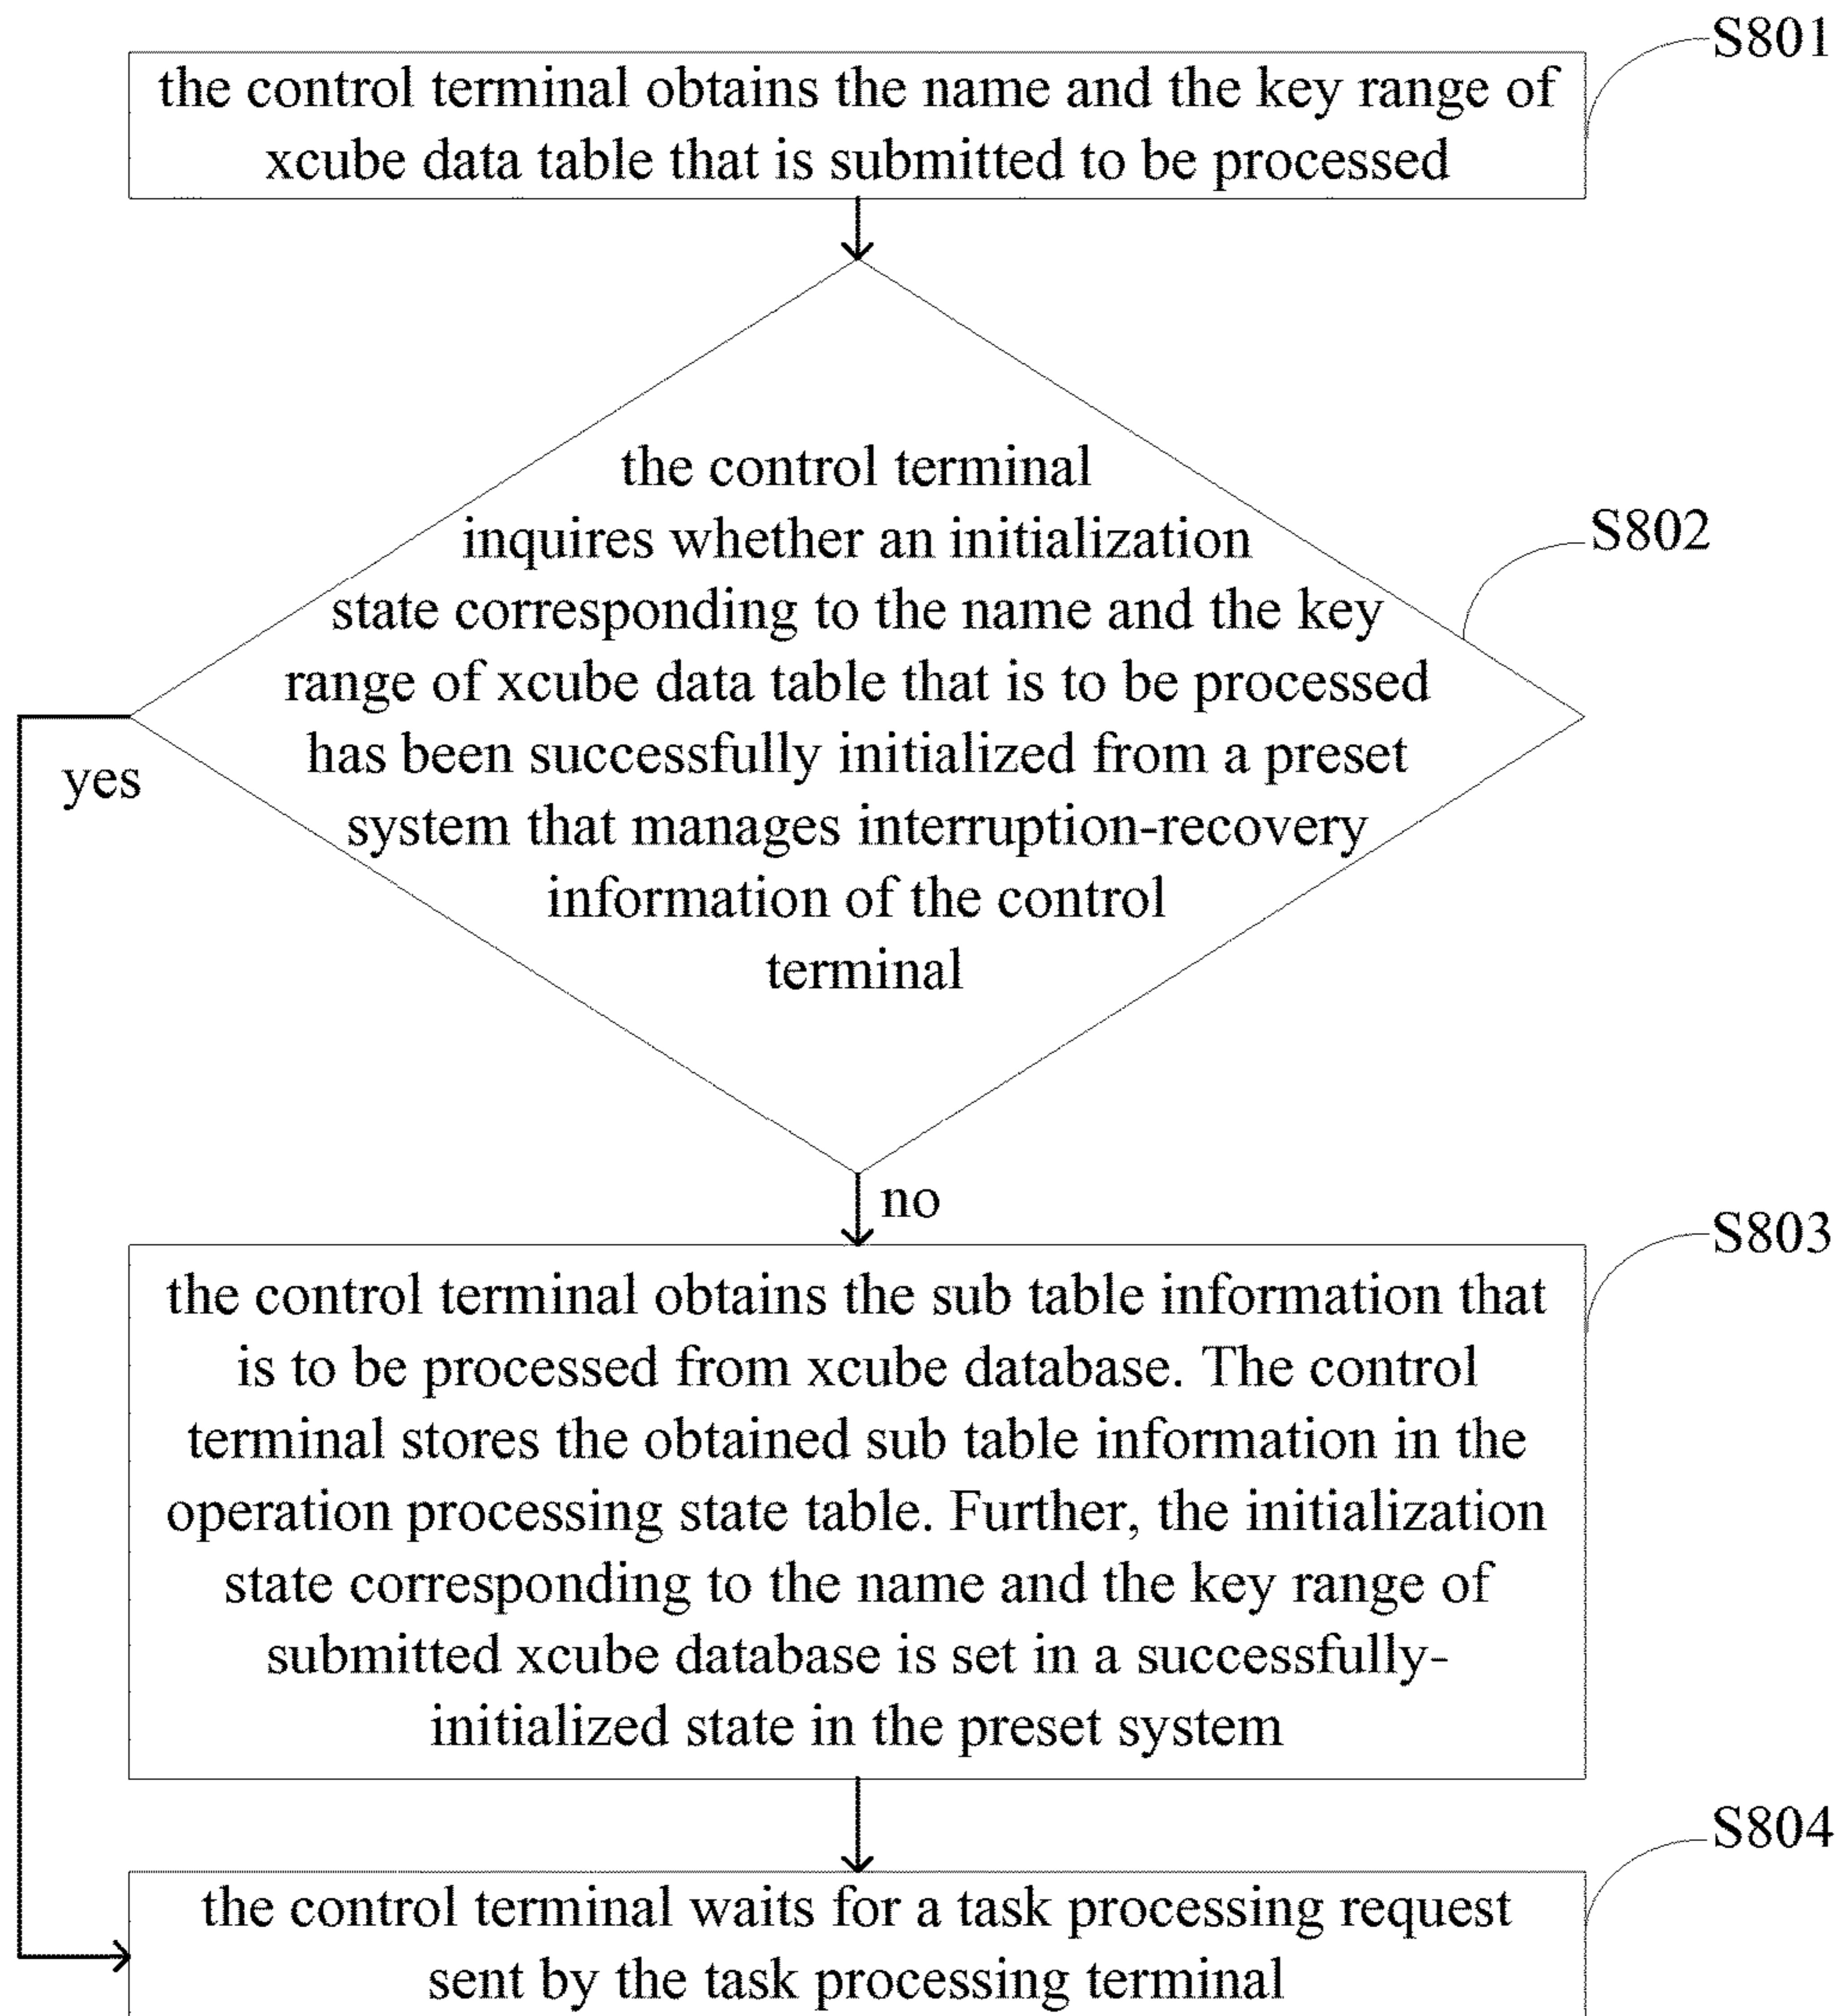 S801
the control terminal obtains the name and the key range of
xcube data table that is submitted to be processed
the control terminal
inquires whether an initialization
S802
state corresponding to the name and the key
range of xcube data table that is to be processed
has been successfully initialized from a preset
yes
system that manages interruption-recovery
information of the control
terminal
no
S803
the control terminal obtains the sub table information that
is to be processed from xcube database. The control
terminal stores the obtained sub table information in the
operation processing state table. Further, the initialization
state corresponding to the name and the key range of
submitted xcube database is set in a successfully-
initialized state in the preset system
S804
the control terminal waits for a task processing request
sent by the task processing terminal